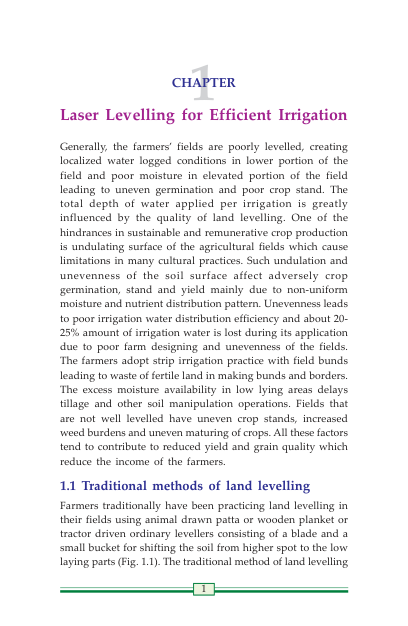 1
CHAPTER
Laser Levelling for Efficient Irrigation
Generally, the farmers' fields are poorly levelled, creating
localized water logged conditions in lower portion of the
field and poor moisture in elevated portion of the field
leading to uneven germination and poor crop stand. The
total depth of water applied per irrigation is greatly
influenced by the quality of land levelling. One of the
hindrances in sustainable and remunerative crop production
is undulating surface of the agricultural fields which cause
limitations in many cultural practices. Such undulation and
unevenness of the soil surface affect adversely crop
germination, stand and yield mainly due to non-uniform
moisture and nutrient distribution pattern. Unevenness leads
to poor irrigation water distribution efficiency and about 20-
25% amount of irrigation water is lost during its application
due to poor farm designing and unevenness of the fields.
The farmers adopt strip irrigation practice with field bunds
leading to waste of fertile land in making bunds and borders.
The excess moisture availability in low lying areas delays
tillage and other soil manipulation operations. Fields that
are not well levelled have uneven crop stands, increased
weed burdens and uneven maturing of crops. All these factors
tend to contribute to reduced yield and grain quality which
reduce the income of the farmers.
1.1 Traditional methods of land levelling
Farmers traditionally have been practicing land levelling in
their fields using animal drawn patta or wooden planket or
tractor driven ordinary levellers consisting of a blade and a
small bucket for shifting the soil from higher spot to the low
laying parts (Fig. 1.1). The traditional method of land levelling
1